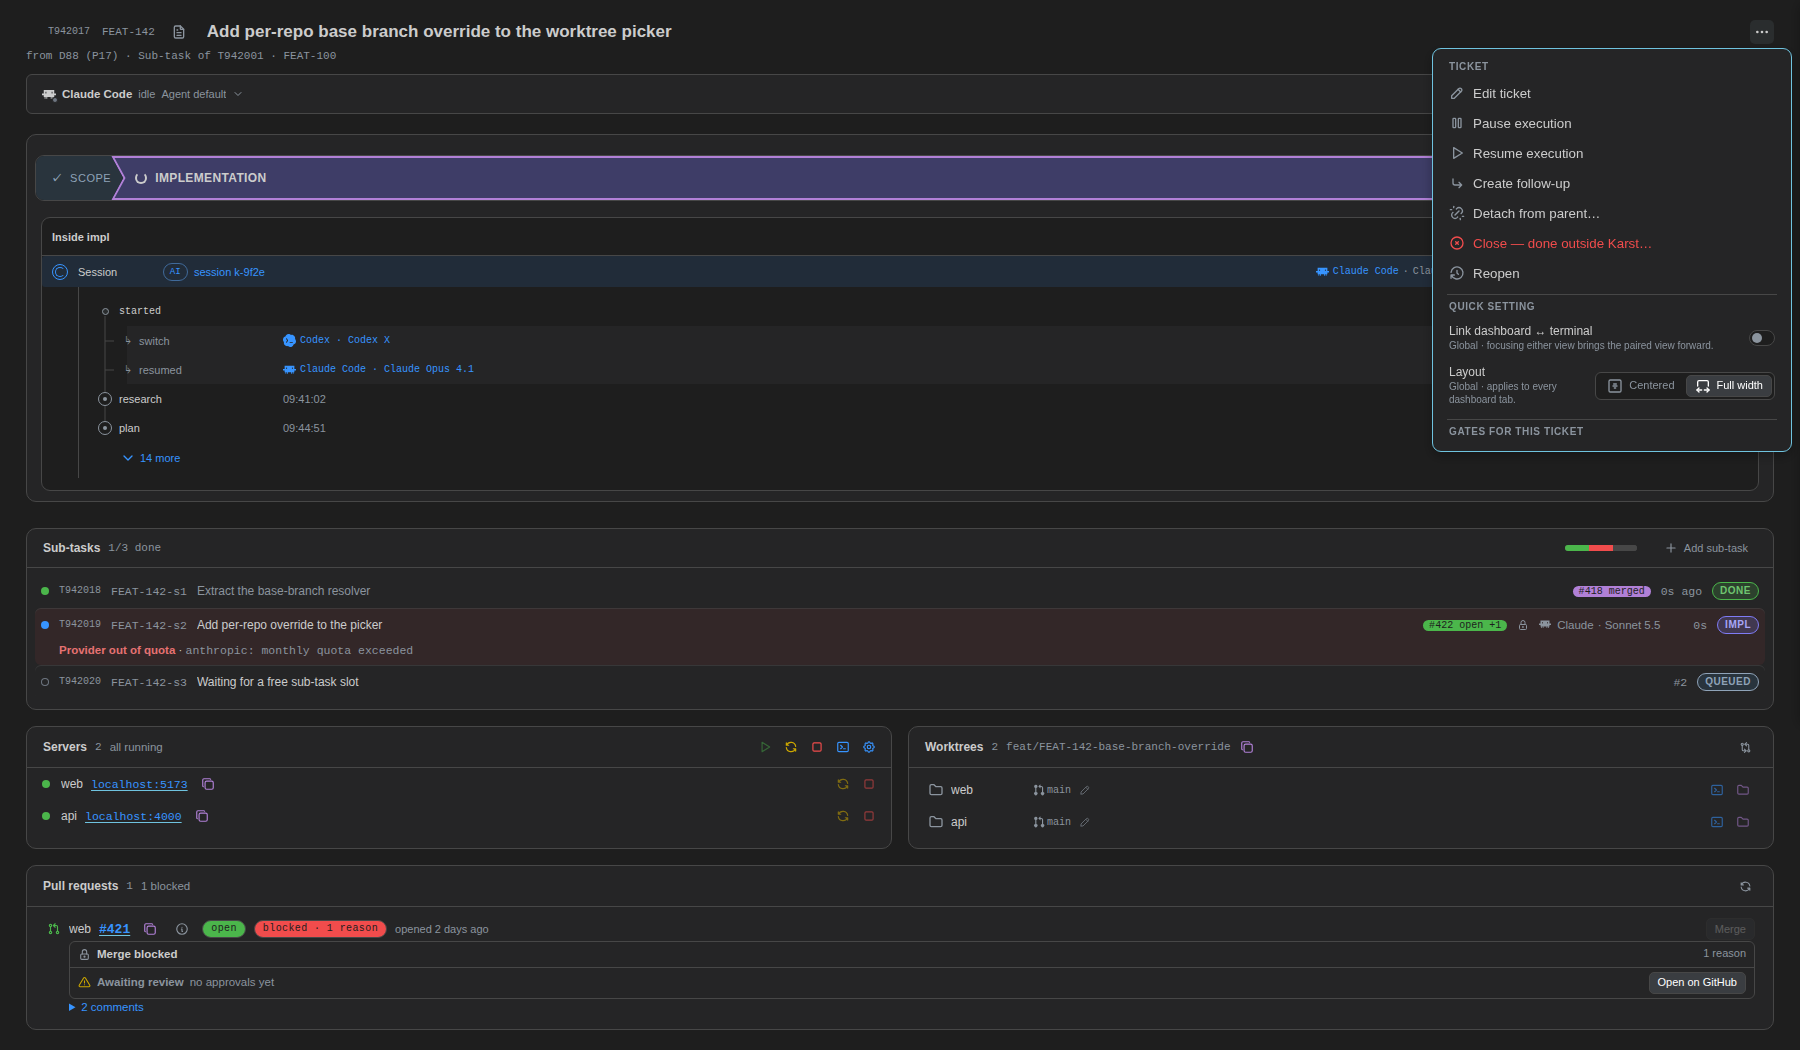 T942017 FEAT-142 Add per-repo base branch override to the worktree picker
from D88 (P17) · Sub-task of T942001 · FEAT-100
Claude Code idle Agent default
SCOPE IMPLEMENTATION
Inside impl
Session AI session k-9f2e Claude Code · Clau
started
↳ switch Codex · Codex X
↳ resumed Claude Code · Claude Opus 4.1
research 09:41:02
plan 09:44:51
14 more
TICKET
Edit ticket
Pause execution
Resume execution
Create follow-up
Detach from parent…
Close — done outside Karst…
Reopen
QUICK SETTING
Link dashboard ↔ terminal
Global · focusing either view brings the paired view forward.
Layout
Global · applies to every
dashboard tab.
Centered Full width
GATES FOR THIS TICKET
Sub-tasks 1/3 done Add sub-task
T942018 FEAT-142-s1 Extract the base-branch resolver #418 merged 0s ago DONE
T942019 FEAT-142-s2 Add per-repo override to the picker #422 open +1 Claude · Sonnet 5.5 0s IMPL
Provider out of quota · anthropic: monthly quota exceeded
T942020 FEAT-142-s3 Waiting for a free sub-task slot #2 QUEUED
Servers 2 all running
web localhost:5173
api localhost:4000
Worktrees 2 feat/FEAT-142-base-branch-override
web main
api main
Pull requests 1 1 blocked
web #421 open blocked · 1 reason opened 2 days ago Merge
Merge blocked 1 reason
Awaiting review no approvals yet Open on GitHub
2 comments